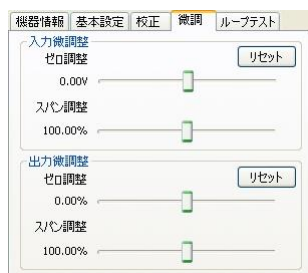 機器情報 基本設定 校正 微調 ループテスト
入力微調整
ゼロ調整 リセット
0.00V
スパン調整
100.00%
出力微調整
ゼロ調整 リセット
0.00%
スパン調整
100.00%